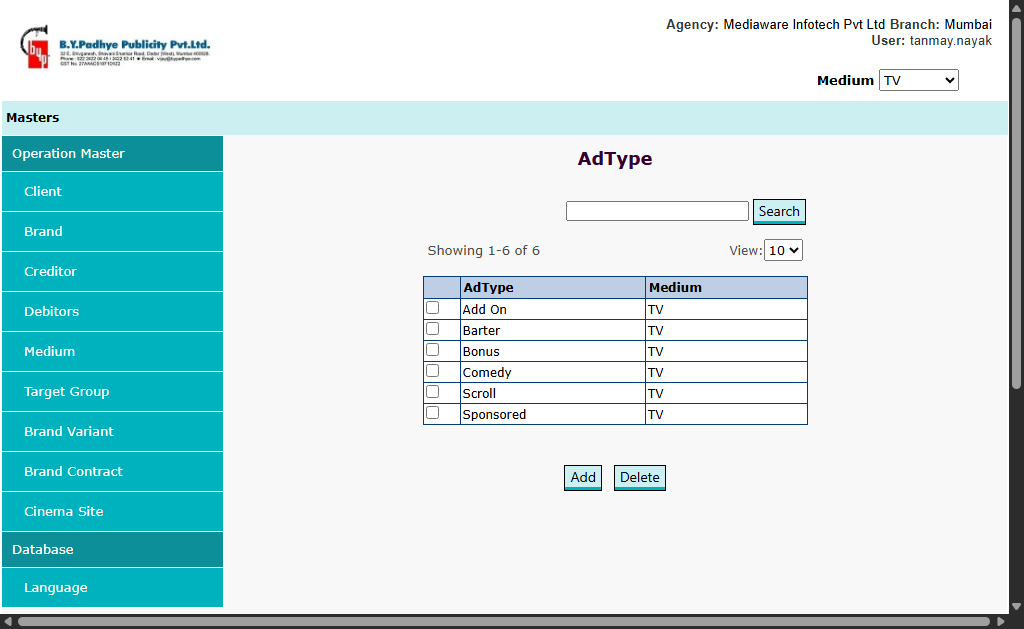 Agency: Mediaware Infotech Pvt Ltd Branch: Mumbai
User: tanmay.nayak
B.Y.Padhye Publicity Pvt.Ltd.
Medium TV
Masters
Operation Master
Client
Brand
Creditor
Debitors
Medium
Target Group
Brand Variant
Brand Contract
Cinema Site
Database
Language
AdType
Search
Showing 1-6 of 6 View: 10
AdType Medium
Add On TV
Barter TV
Bonus TV
Comedy TV
Scroll TV
Sponsored TV
Add Delete